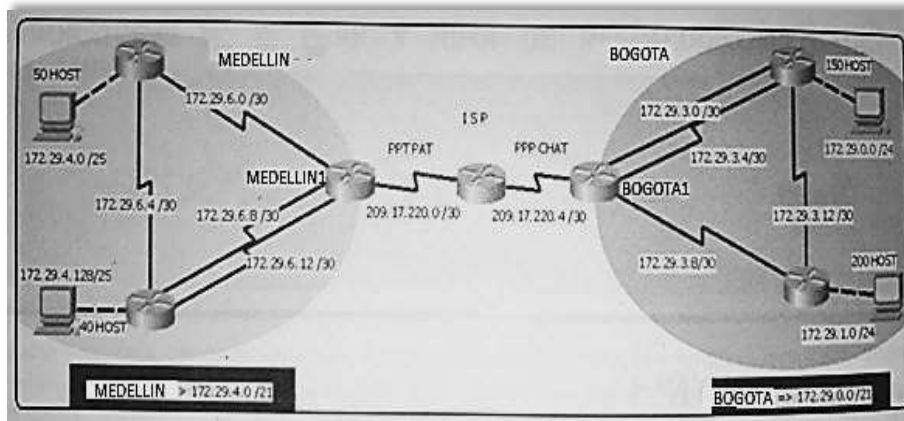 MEDELLIN - -
BOGOTA
50 HOST
150 HOST
172.29.6.0 /30
172.29.3.0 /30
I S P
172.29.4.0 /25
PPT PAT
PPP CHAT
172.29.3.4/30
172.29.0.0 /24
MEDELLIN1
BOGOTA1
172.29.6.4 /30
172.29.6.8 /30
209.17.220.0 /30
209.17.220.4 /30
172.29.3.12 /30
172.29.6.12 /30
172.29.3.8/30
172.29.4.128/25
200 HOST
40 HOST
172.29.1.0 /24
MEDELLIN > 172.29.4.0 /21
BOGOTA => 172.29.0.0 /21